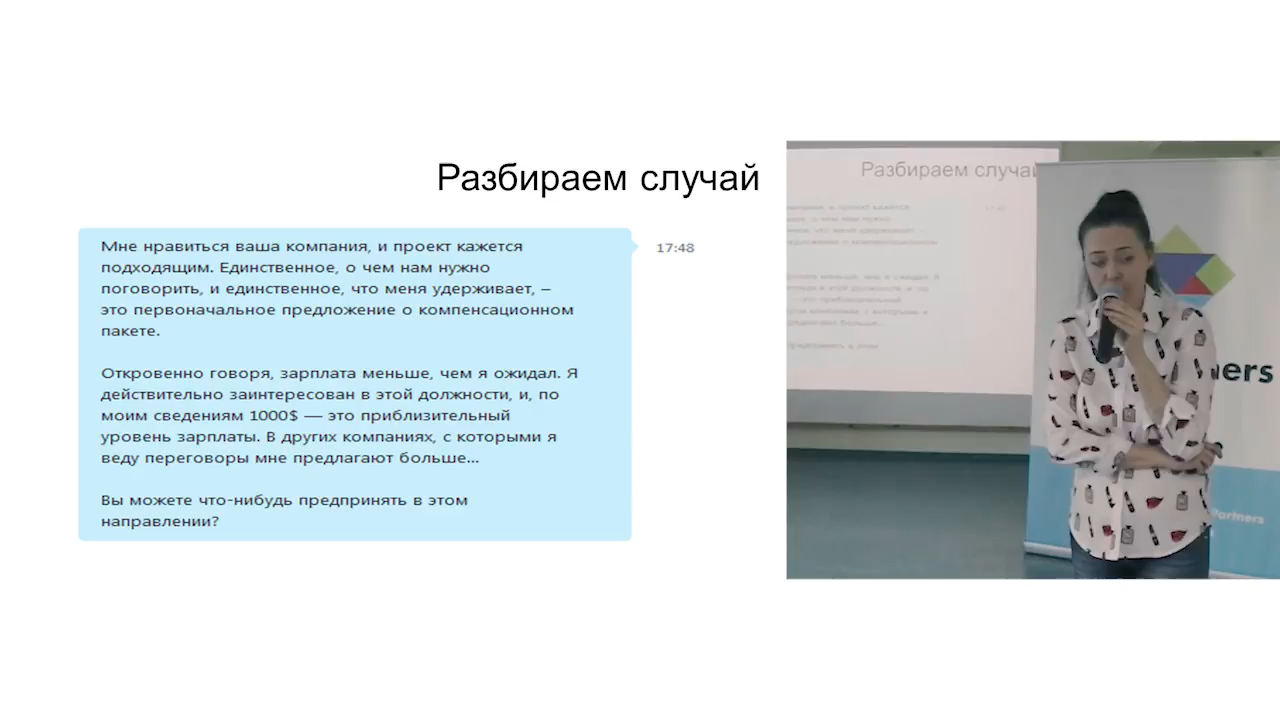 Разбираем случай
Мне нравиться ваша компания, и проект кажется
подходящим. Единственное, о чем нам нужно
поговорить, и единственное, что меня удерживает, –
это первоначальное предложение о компенсационном
пакете.
Откровенно говоря, зарплата меньше, чем я ожидал. Я
действительно заинтересован в этой должности, и, по
моим сведениям 1000$ — это приблизительный
уровень зарплаты. В других компаниях, с которыми я
веду переговоры мне предлагают больше...
Вы можете что-нибудь предпринять в этом
направлении?
17:48
Разбираем случай
ners
Partners